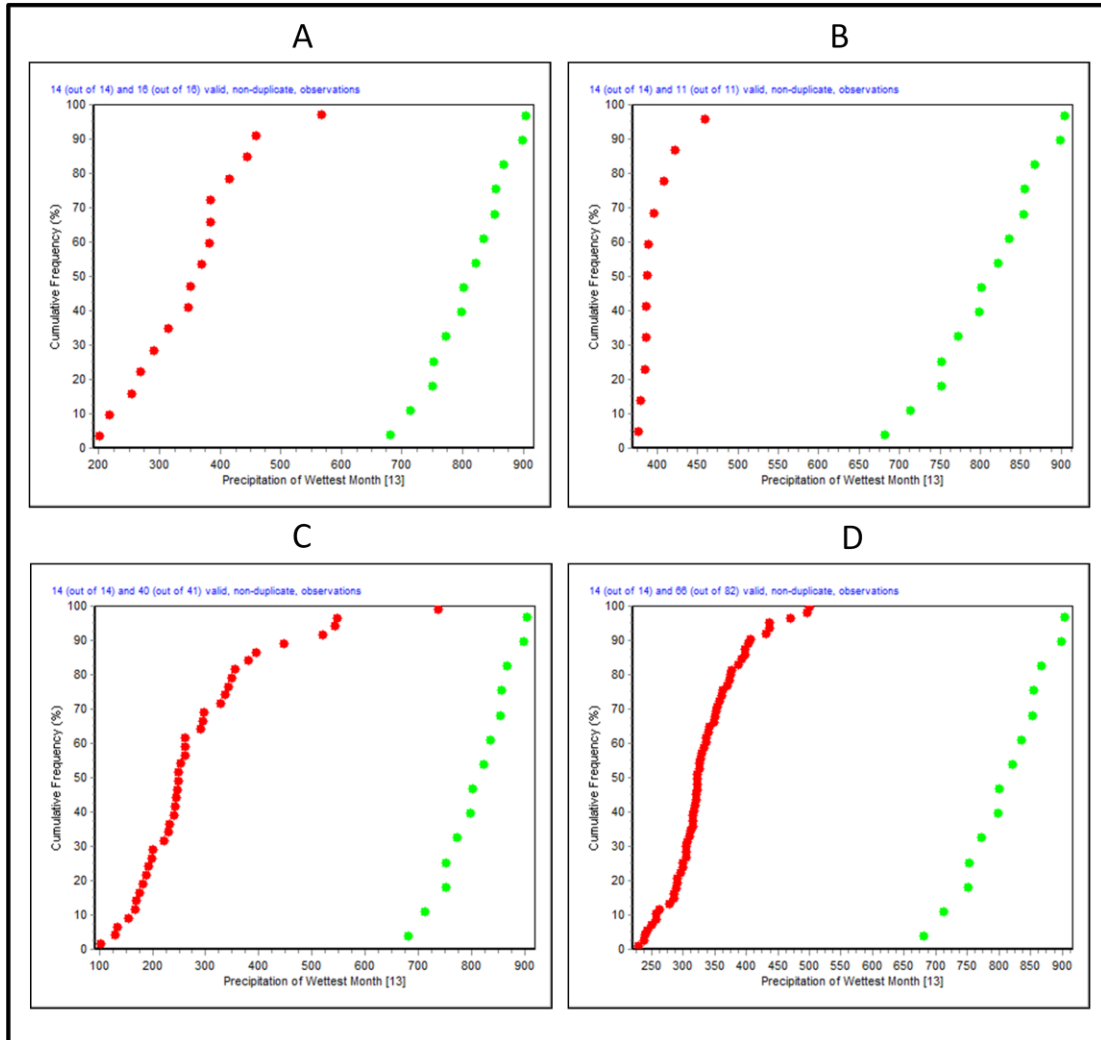 A
B
14 (out of 14) and 16 (out of 16) valid, non-duplicate, observations
14 (out of 14) and 11 (out of 11) valid, non-duplicate, observations
Cumulative Frequency (%)
100
90
80
70
60
50
40
30
20
10
0
200 300 400 500 600 700 800 900
Precipitation of Wettest Month [13]
Cumulative Frequency (%)
100
90
80
70
60
50
40
30
20
10
0
400 450 500 550 600 650 700 750 800 850 900
Precipitation of Wettest Month [13]
C
D
14 (out of 14) and 40 (out of 41) valid, non-duplicate, observations
14 (out of 14) and 66 (out of 82) valid, non-duplicate, observations
Cumulative Frequency (%)
100
90
80
70
60
50
40
30
20
10
0
100 200 300 400 500 600 700 800 900
Precipitation of Wettest Month [13]
Cumulative Frequency (%)
100
90
80
70
60
50
40
30
20
10
0
250 300 350 400 450 500 550 600 650 700 750 800 850 900
Precipitation of Wettest Month [13]